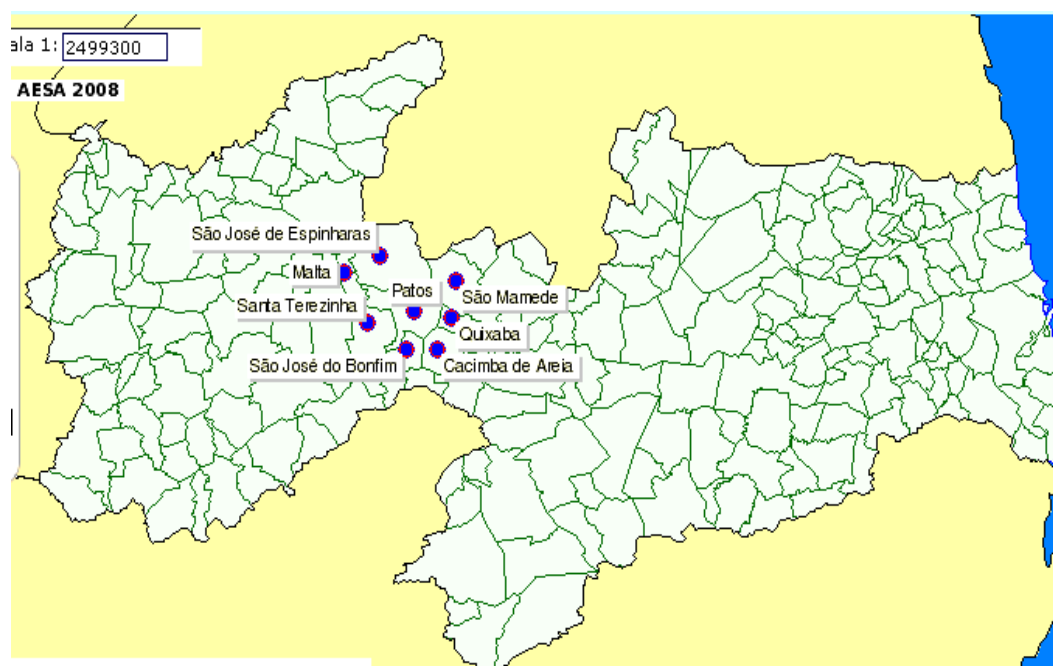 ala 1: 2499300
AESA 2008
São José de Espinharas
Malta
Patos
São Mamede
Santa Terezinha
Quixaba
São José do Bonfim
Cacimba de Areia